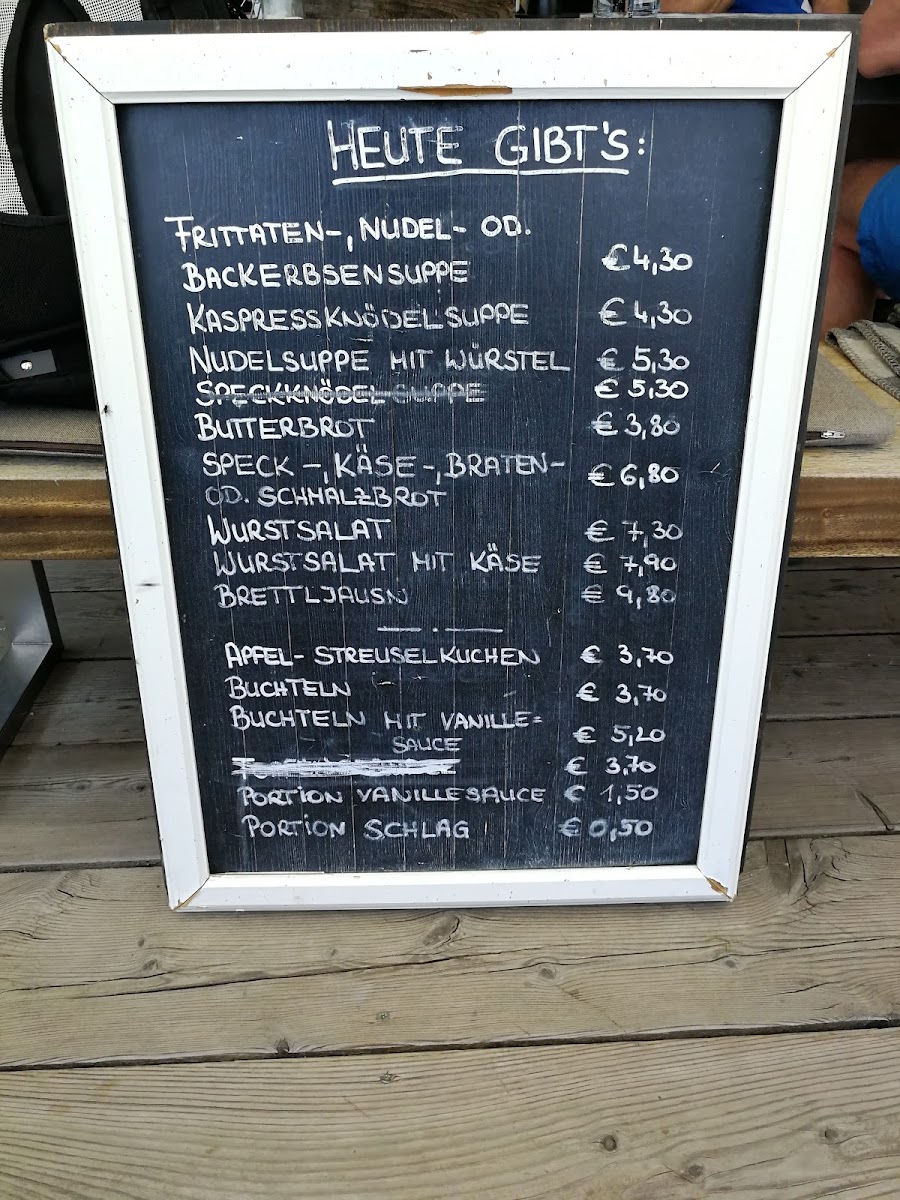 HEUTE GIBT'S:
FRITTATEN-, NUDEL- OD.
BACKERBSENSUPPE € 4,30
KASPRESSKNÖDELSUPPE € 4,30
NUDELSUPPE MIT WÜRSTEL € 5,30
SPECKKNÖDELSUPPE € 5,30
BUTTERBROT € 3,80
SPECK-, KÄSE-, BRATEN- € 6,80
OD. SCHMALZBROT
WURSTSALAT € 7,30
WURSTSALAT MIT KÄSE € 7,90
BRETTLJAUSN € 9,80
APFEL- STREUSELKUCHEN € 3,70
BUCHTELN € 3,70
BUCHTELN MIT VANILLE=
SAUCE € 5,20
€ 3,70
PORTION VANILLESAUCE € 1,50
PORTION SCHLAG € 0,50